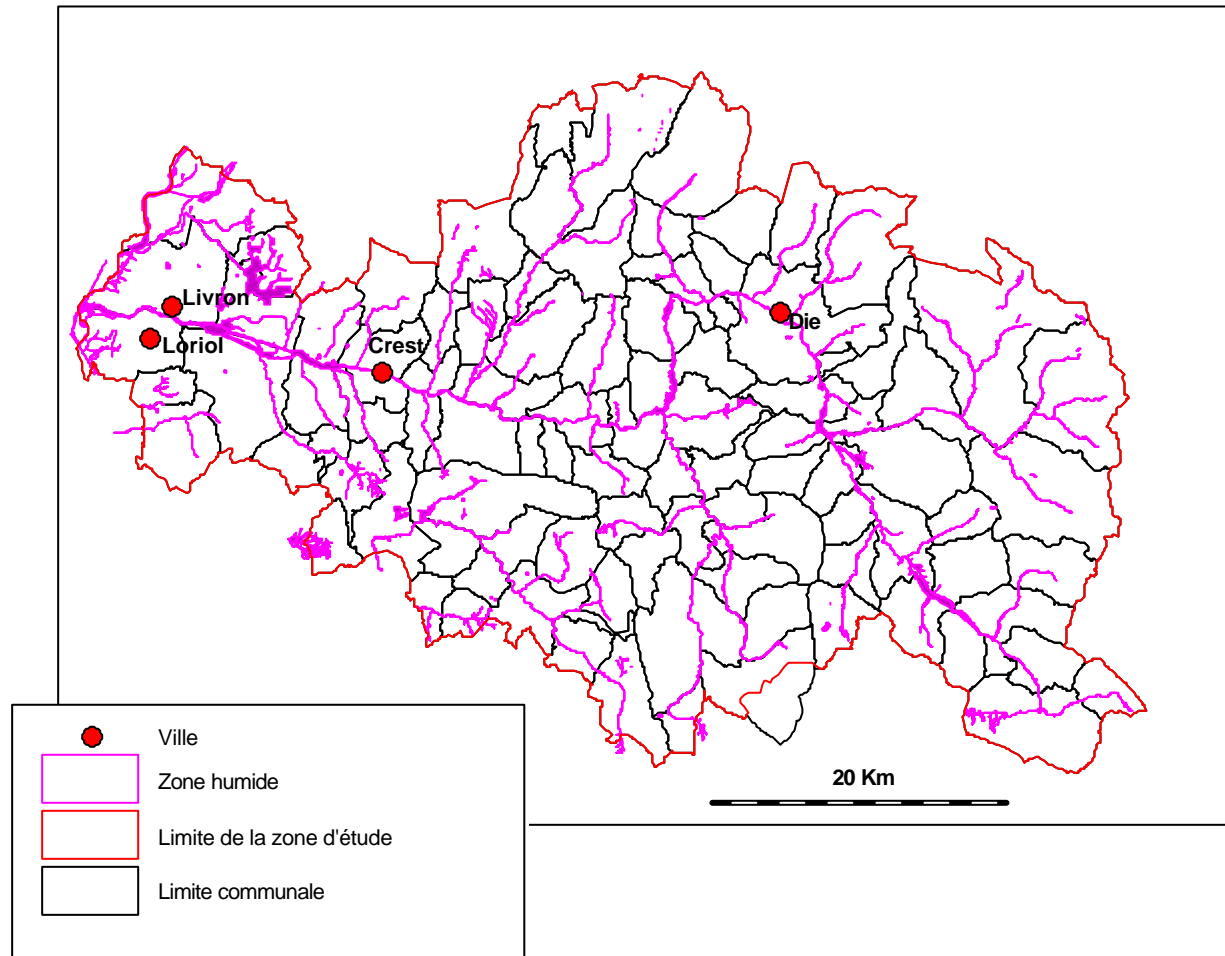 Livron
Loriol
Crest
Die
20 Km
Ville
Zone humide
Limite de la zone d'étude
Limite communale